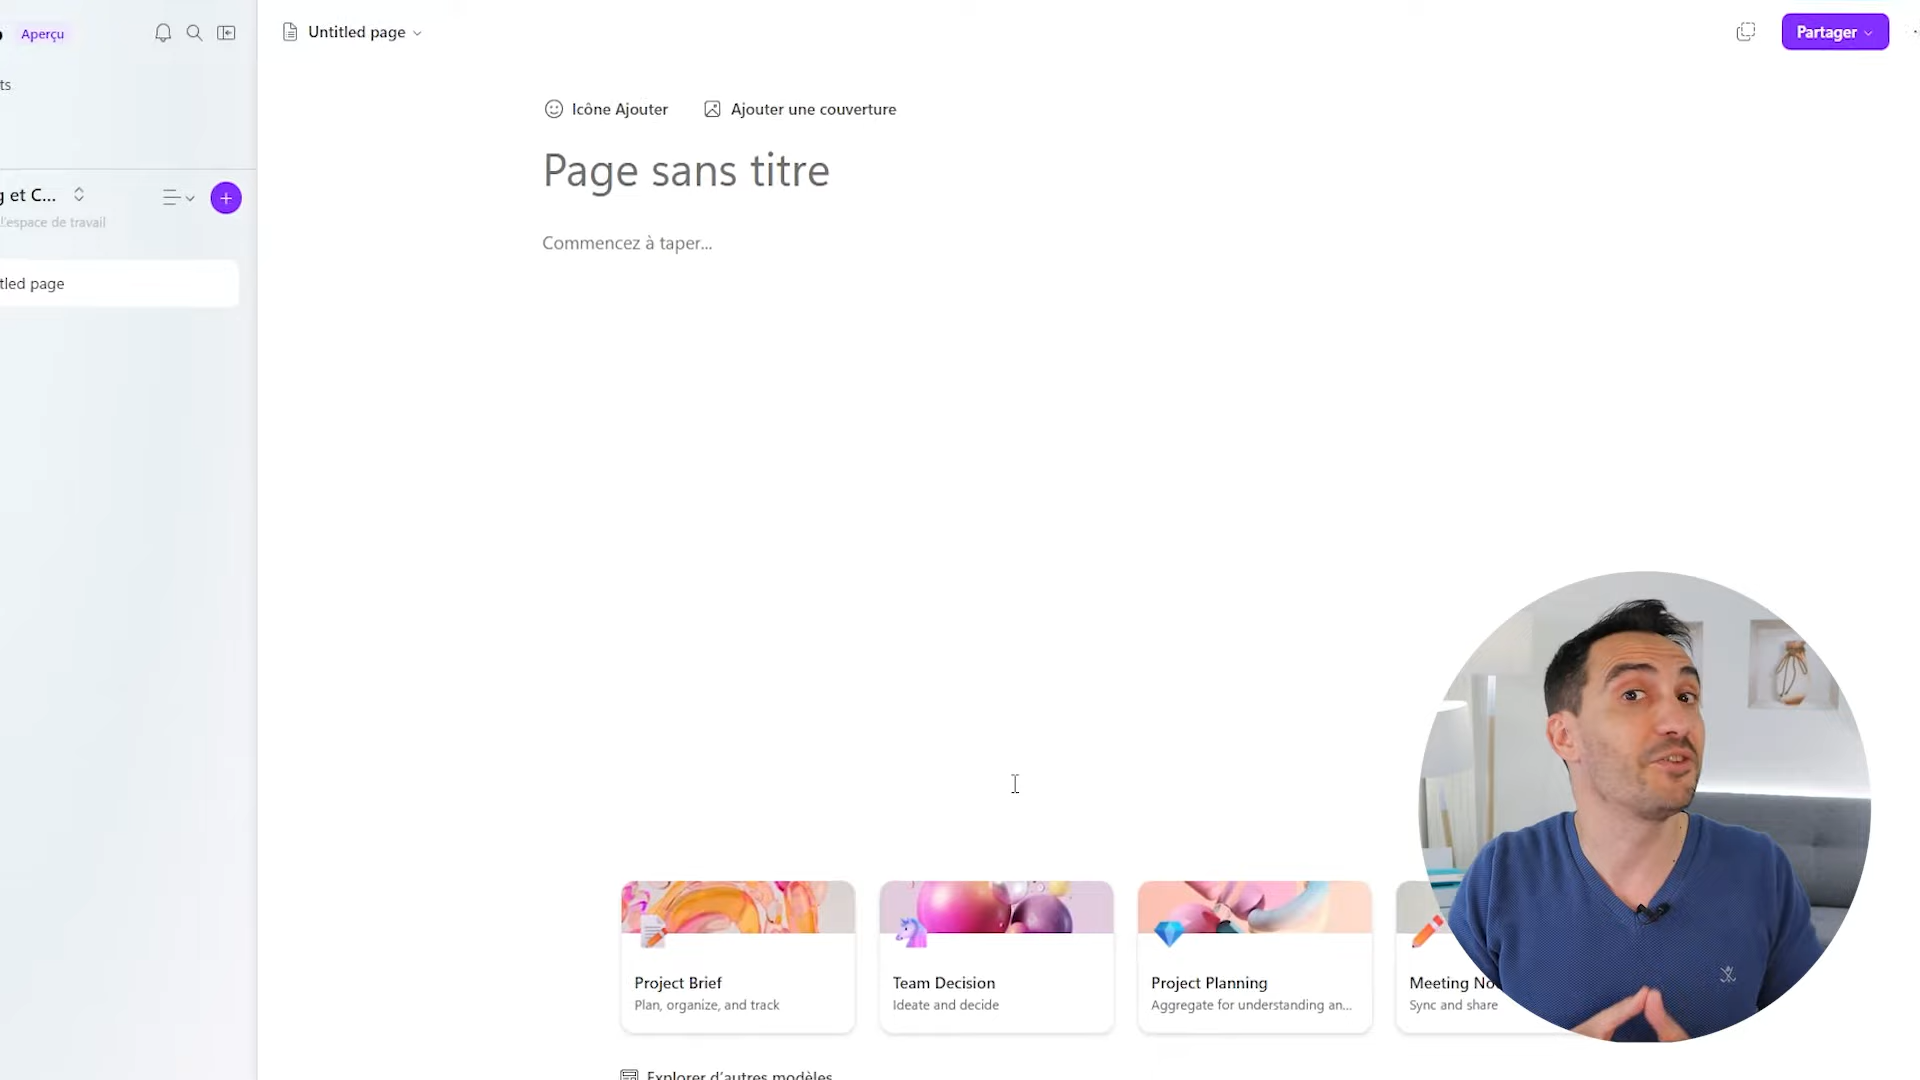 Aperçu
Untitled page
Partager
ts
Icône Ajouter
Ajouter une couverture
Page sans titre
g et C...
l'espace de travail
Commencez à taper...
tled page
Project Brief
Plan, organize, and track
Team Decision
Ideate and decide
Project Planning
Aggregate for understanding an...
Meeting No
Sync and share
Explorer d'autres modèles